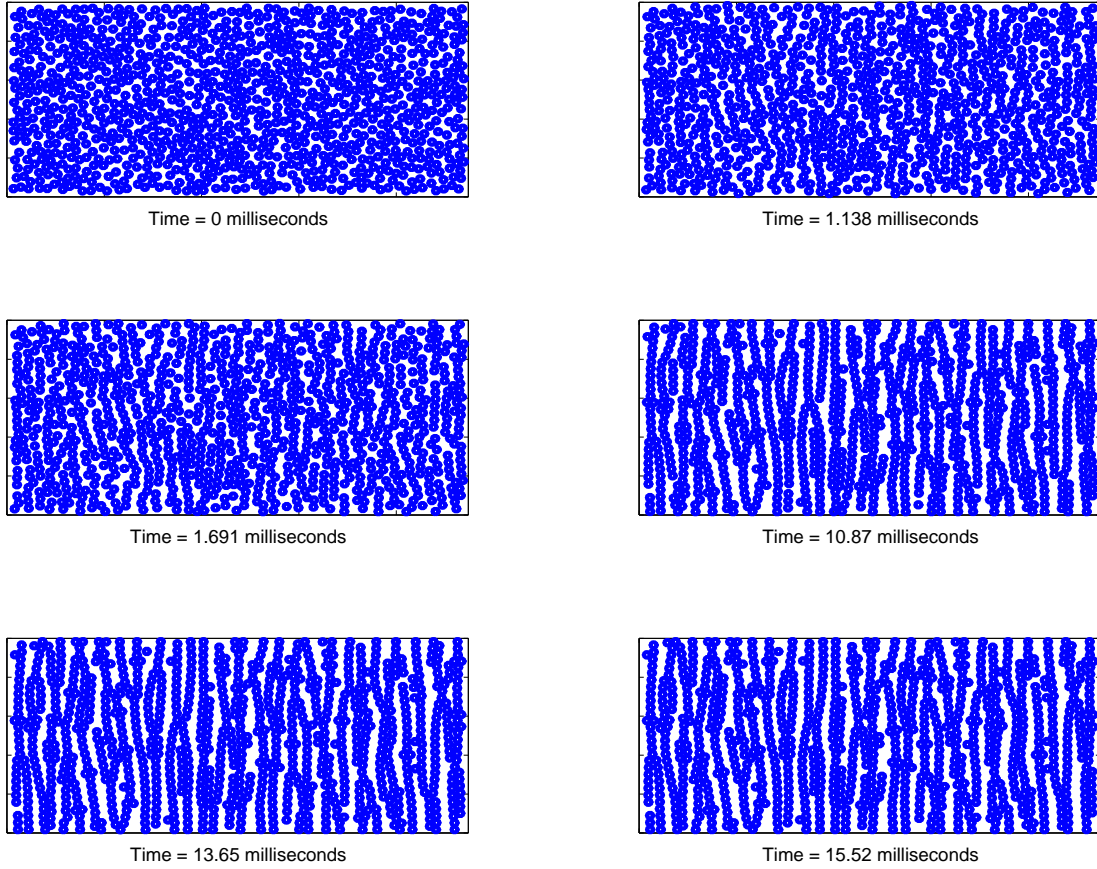 Time = 0 milliseconds
Time = 1.138 milliseconds
Time = 1.691 milliseconds
Time = 10.87 milliseconds
Time = 13.65 milliseconds
Time = 15.52 milliseconds